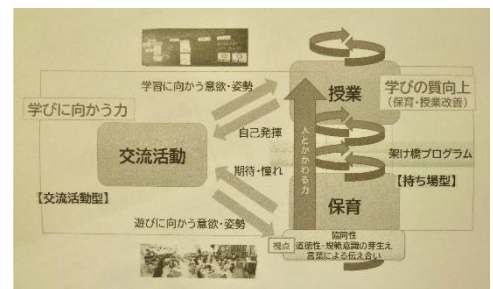 学習に向かう意欲・姿勢
授業
学びの質向上
(保育・授業改善)
学びに向かう力
自己発揮
人とかかわる力
交流活動
架け橋プログラム
期待・憧れ
【交流活動型】
【持ち場型】
保育
遊びに向かう意欲・姿勢
視点
協同性
道徳性・規範意識の芽生え
言葉による伝え合い